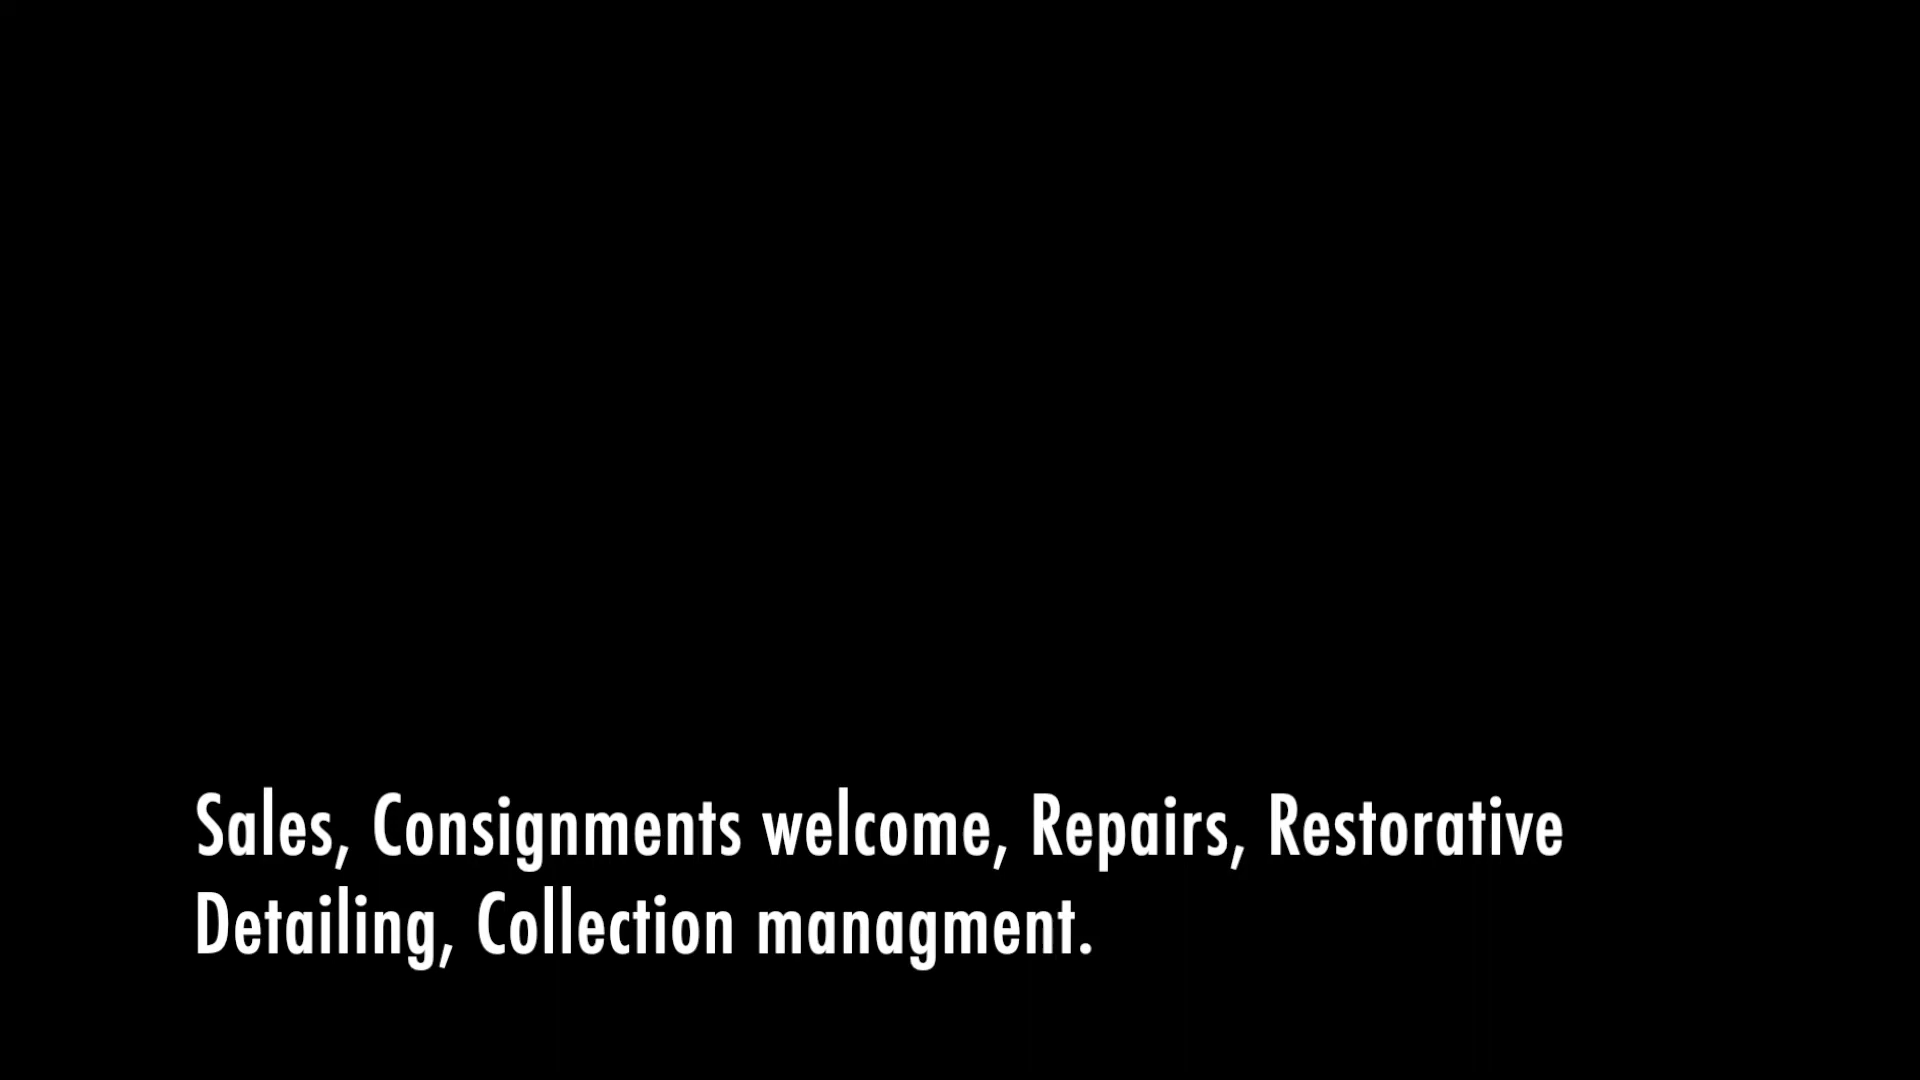 Sales, Consignments welcome, Repairs, Restorative
Detailing, Collection managment.